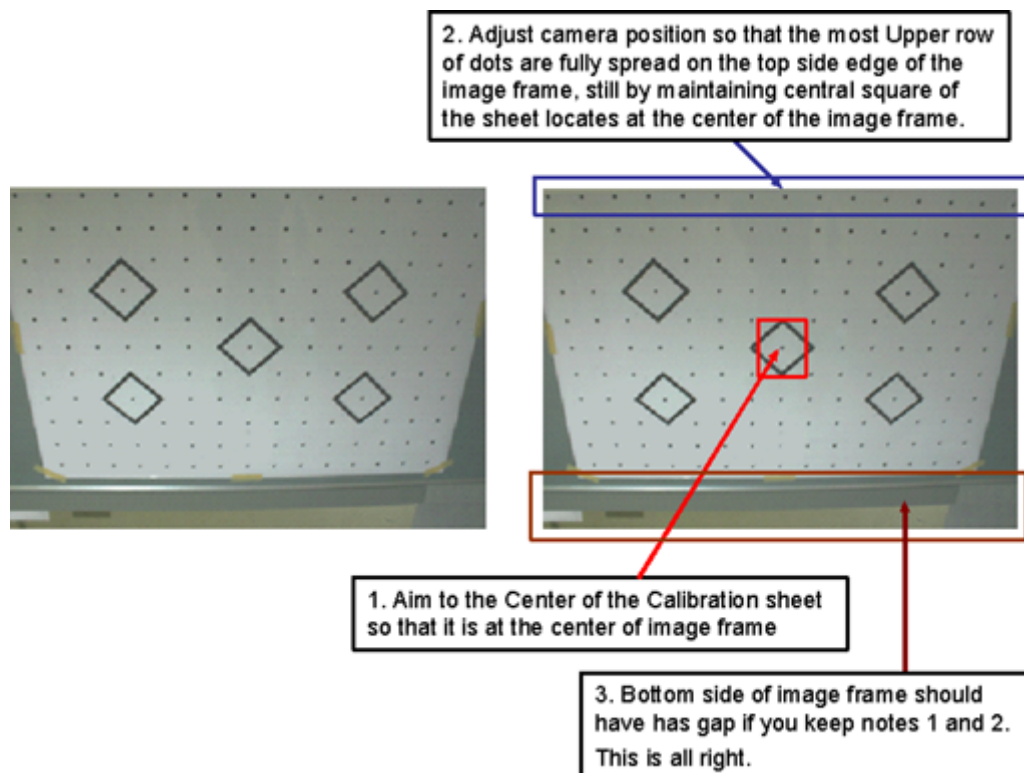 2. Adjust camera position so that the most Upper row
of dots are fully spread on the top side edge of the
image frame, still by maintaining central square of
the sheet locates at the center of the image frame.
1. Aim to the Center of the Calibration sheet
so that it is at the center of image frame
3. Bottom side of image frame should
have has gap if you keep notes 1 and 2.
This is all right.